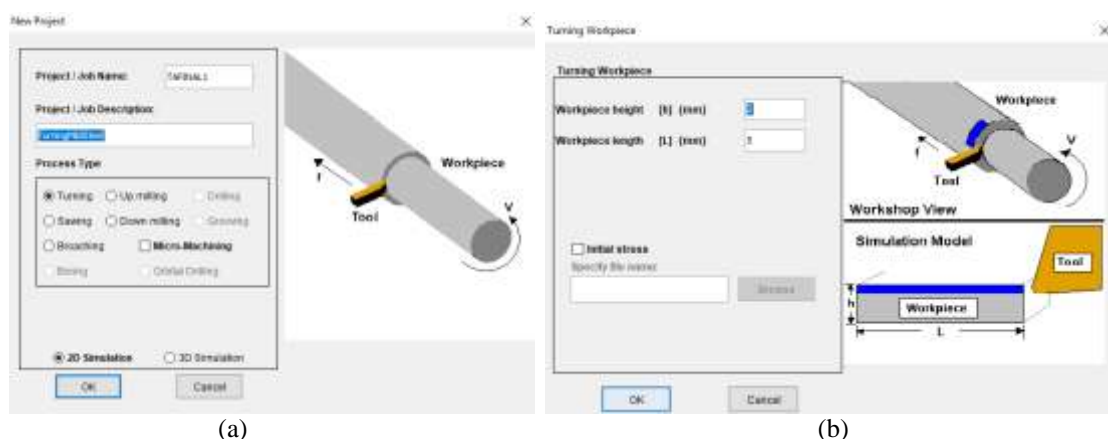 New Project
Project / Job Name:
Project / Job Description:
Process Type
Turning Up milling Drilling
Sawing Down milling Grooving
Broaching Micro-Machining
Boring Orbital Drilling
2D Simulation 3D Simulation
OK Cancel
f
Tool
Workpiece
V
(a)
Turning Workpiece
Turning Workpiece
Workpiece height [h] (mm)
Workpiece length [L] (mm)
Initial stress
Specify file name:
Browse
OK Cancel
Workpiece
V
f
Tool
Workshop View
Simulation Model
Tool
h
Workpiece
L
(b)